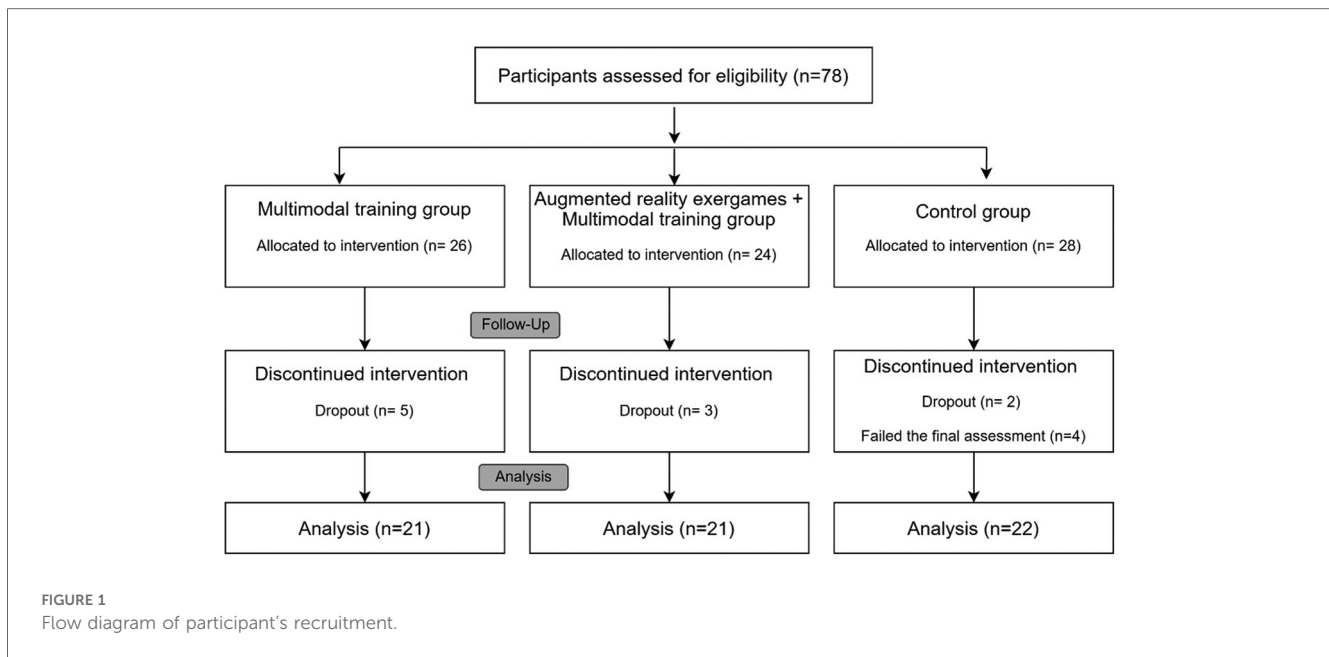 Participants assessed for eligibility (n=78)
Multimodal training group
Allocated to intervention (n= 26)
Augmented reality exergames +
Multimodal training group
Allocated to intervention (n= 24)
Control group
Allocated to intervention (n= 28)
Follow-Up
Discontinued intervention
Dropout (n= 5)
Discontinued intervention
Dropout (n= 3)
Discontinued intervention
Dropout (n= 2)
Failed the final assessment (n=4)
Analysis
Analysis (n=21)
Analysis (n=21)
Analysis (n=22)
FIGURE 1
Flow diagram of participant’s recruitment.